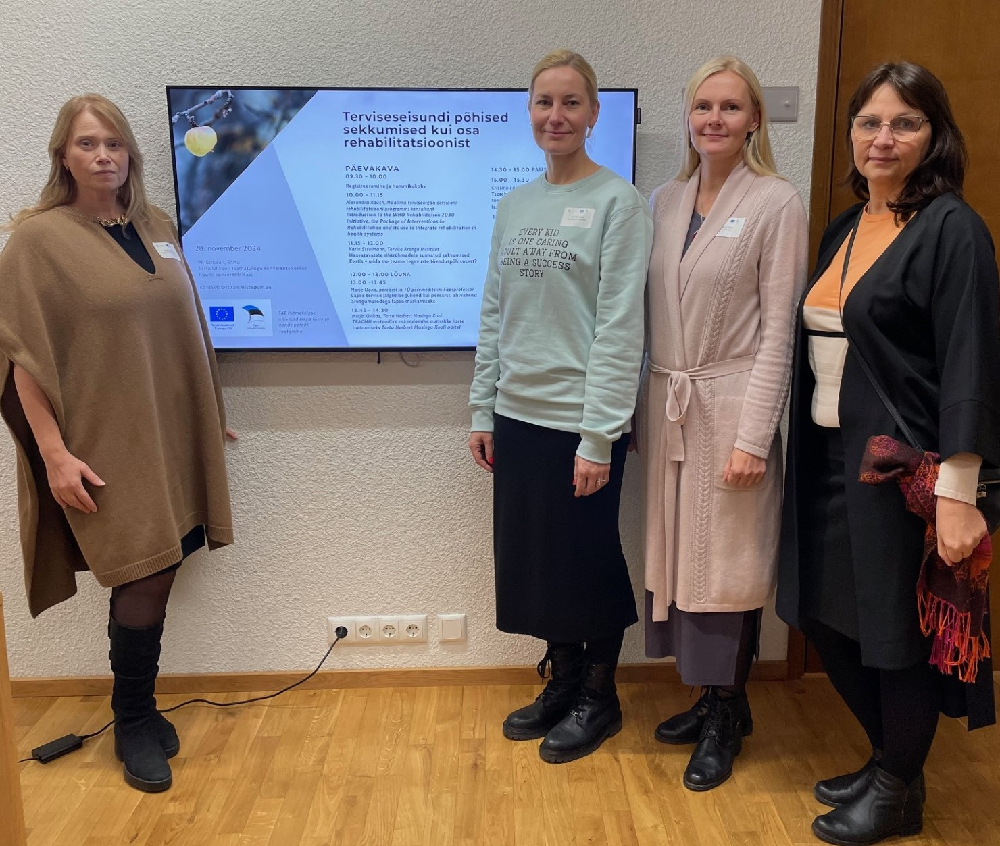 Terviseseisundi põhised
sekkumised kui osa
rehabilitatsioonist
PÄEVAKAVA
09.30 - 10.00
Registreerumine ja hommikukohv
10.00 - 11.15
Alexandra Rauch, Maailma terviseorganisatsiooni
rehabilitatsiooni programmi konsultant
Introduction to the WHO Rehabilitation 2030
initiative, the Package of Interventions for
Rehabilitation and its use to integrate rehabilitation in
health systems
11.15 - 12.00
Karin Streimann, Tervise Arengu Instituut
Haavatavatele sihtrühmadele suunatud sekkumised
Eestis - mida me teame tegevuste tõenduspõhisusest?
12.00 - 13.00 LÕUNA
13.00 -13.45
Marje Oona, perearst ja TÜ peremeditsiini kaasprofessor
Lapse tervise jälgimise juhend kui perearsti abivahend
arengumuredega lapse märkamiseks
13.45 - 14.30
Merje Kivikas, Tartu Herbert Masingu Kool
TEACHH metoodika rakendamine autistlike laste
toetamiseks Tartu Herbert Masingu Kooli näitel
14.30 - 15.00 PAUS
15.00 - 15.30
Cristina
28. november 2024
W. Struve 1, Tartu
Tartu Ülikooli raamatukogu konverentsikeskus
Ruum: konverentsisaal
Kontakt: brit.tammiste@sm.ee
TAT Mitmekülgse
abivajadusega laste ja
nende perede
toetamine
EVERY KID
IS ONE CARING
ADULT AWAY FROM
BEING A SUCCESS
STORY